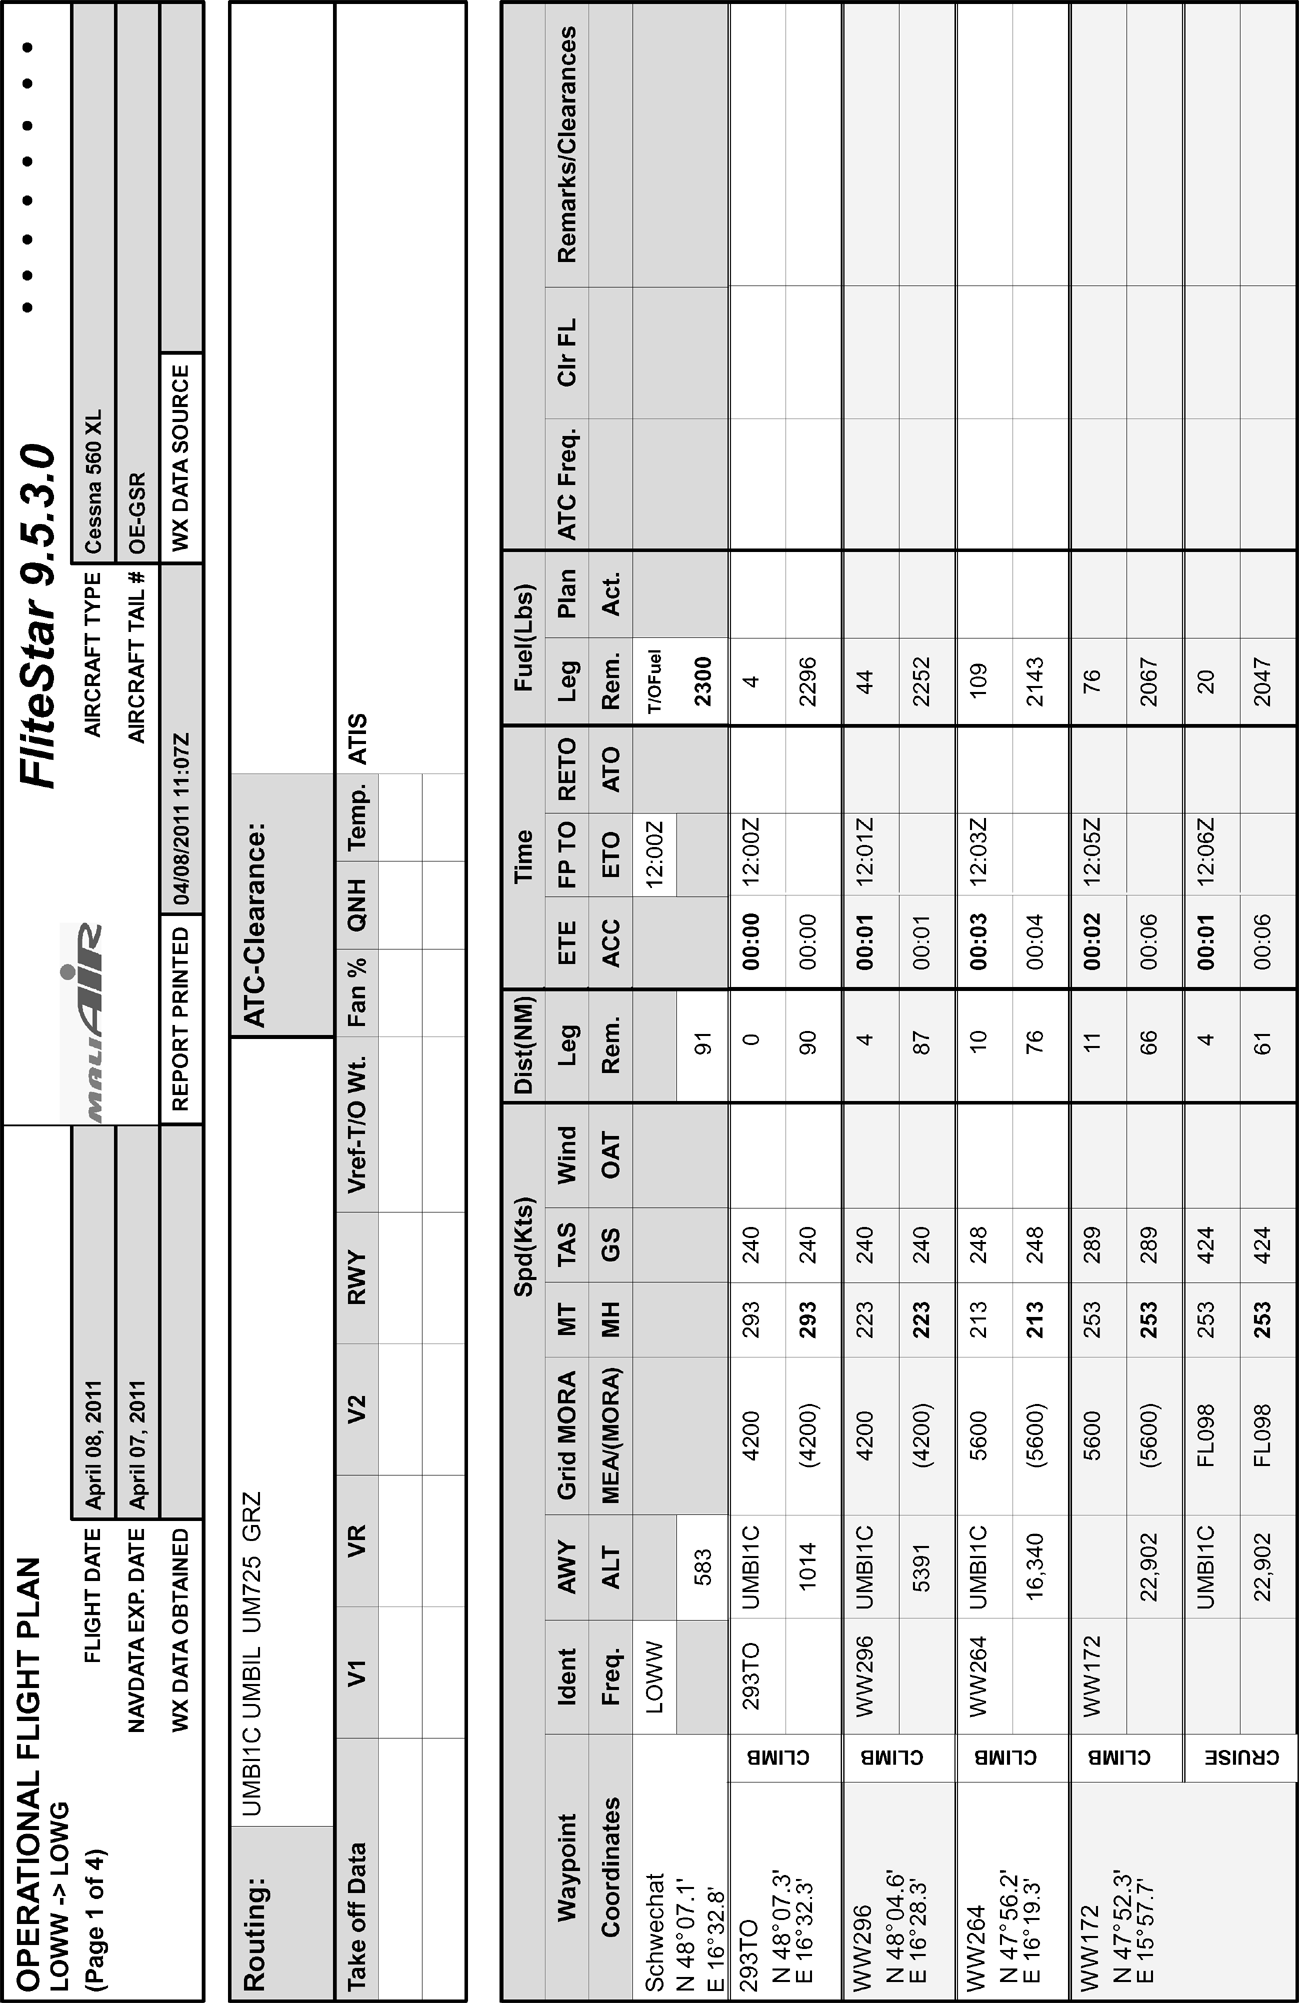 OPERATIONAL FLIGHT PLAN
LOWW -> LOWG
(Page 1 of 4)
mALI AIR
FliteStar 9.5.3.0
FLIGHT DATE April 08, 2011 AIRCRAFT TYPE Cessna 560 XL
NAVDATA EXP. DATE April 07, 2011 AIRCRAFT TAIL # OE-GSR
WX DATA OBTAINED REPORT PRINTED 04/08/2011 11:07Z WX DATA SOURCE
Routing: UMBI1C UMBIL UM725 GRZ ATC-Clearance:
Take off Data V1 VR V2 RWY Vref-T/O Wt. Fan % QNH Temp. ATIS
Spd(Kts) Dist(NM) Time Fuel(Lbs)
Waypoint Ident AWY Grid MORA MT TAS Wind Leg ETE FP TO RETO Leg Plan ATC Freq. Clr FL Remarks/Clearances
Coordinates Freq. ALT MEA/(MORA) MH GS OAT Rem. ACC ETO ATO Rem. Act.
Schwechat LOWW 12:00Z T/OFuel
N 48°07.1' 583 91 2300
E 16°32.8'
293TO CLIMB 293TO UMBI1C 4200 293 240 0 00:00 12:00Z 4
N 48°07.3' 1014 (4200) 293 240 90 00:00 2296
E 16°32.3'
WW296 CLIMB WW296 UMBI1C 4200 223 240 4 00:01 12:01Z 44
N 48°04.6' 5391 (4200) 223 240 87 00:01 2252
E 16°28.3'
WW264 CLIMB WW264 UMBI1C 5600 213 248 10 00:03 12:03Z 109
N 47°56.2' 16,340 (5600) 213 248 76 00:04 2143
E 16°19.3'
WW172 CLIMB WW172 5600 253 289 11 00:02 12:05Z 76
N 47°52.3' 22,902 (5600) 253 289 66 00:06 2067
E 15°57.7'
CRUISE UMBI1C FL098 253 424 4 00:01 12:06Z 20
22,902 FL098 253 424 61 00:06 2047